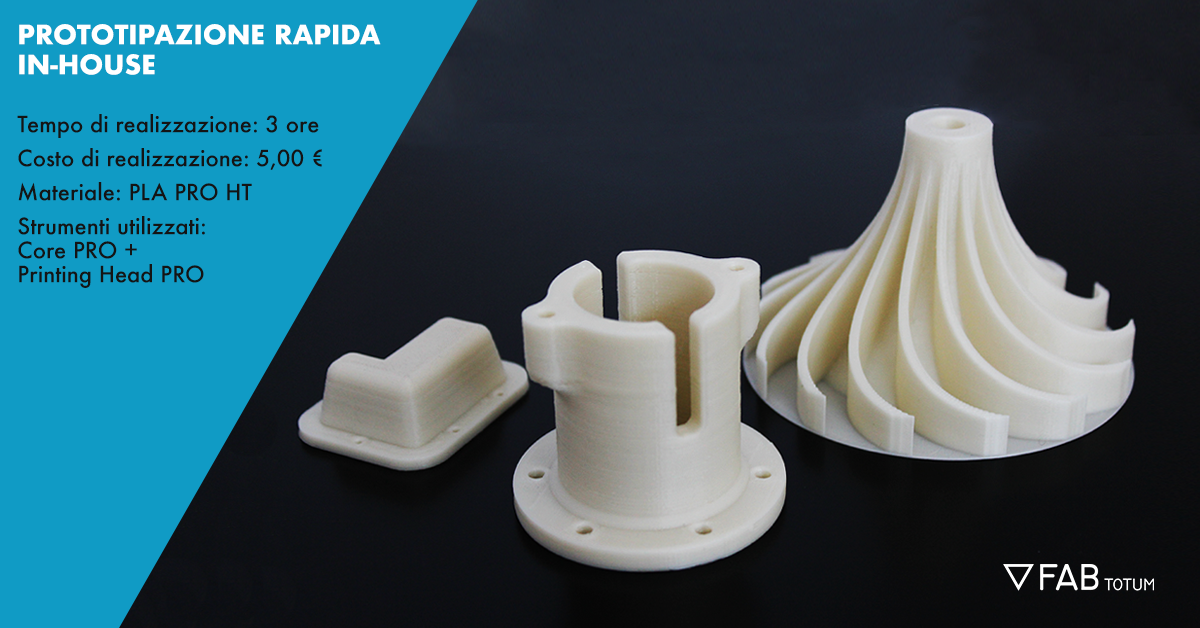 PROTOTIPAZIONE RAPIDA
IN-HOUSE
Tempo di realizzazione: 3 ore
Costo di realizzazione: 5,00 €
Materiale: PLA PRO HT
Strumenti utilizzati:
Core PRO +
Printing Head PRO
FAB TOTUM